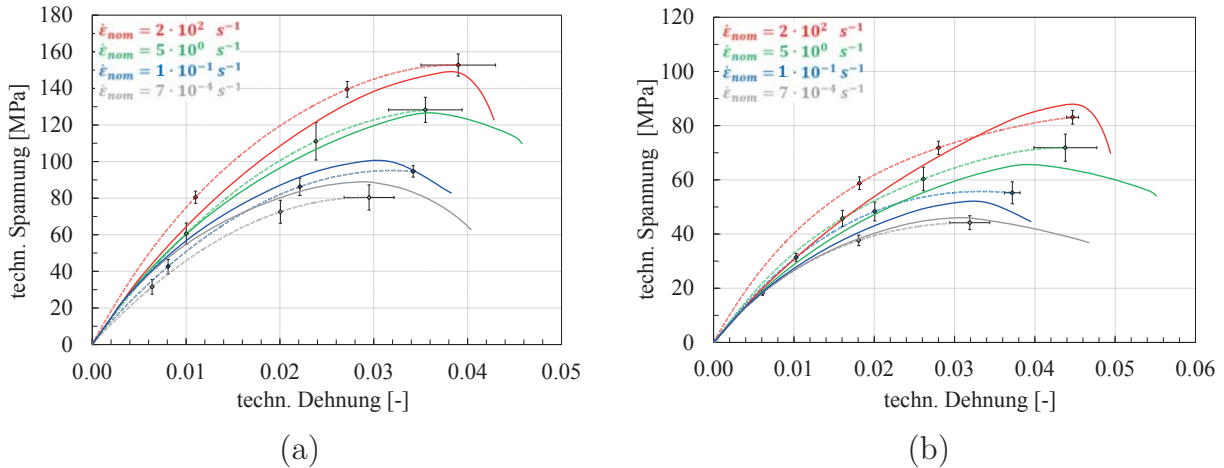 ε̇nom = 2 · 10² s⁻¹
ε̇nom = 5 · 10⁰ s⁻¹
ε̇nom = 1 · 10⁻¹ s⁻¹
ε̇nom = 7 · 10⁻⁴ s⁻¹
techn. Spannung [MPa]
180
160
140
120
100
80
60
40
20
0
0.00 0.01 0.02 0.03 0.04 0.05
techn. Dehnung [-]
(a)
ε̇nom = 2 · 10² s⁻¹
ε̇nom = 5 · 10⁰ s⁻¹
ε̇nom = 1 · 10⁻¹ s⁻¹
ε̇nom = 7 · 10⁻⁴ s⁻¹
techn. Spannung [MPa]
120
100
80
60
40
20
0
0.00 0.01 0.02 0.03 0.04 0.05 0.06
techn. Dehnung [-]
(b)